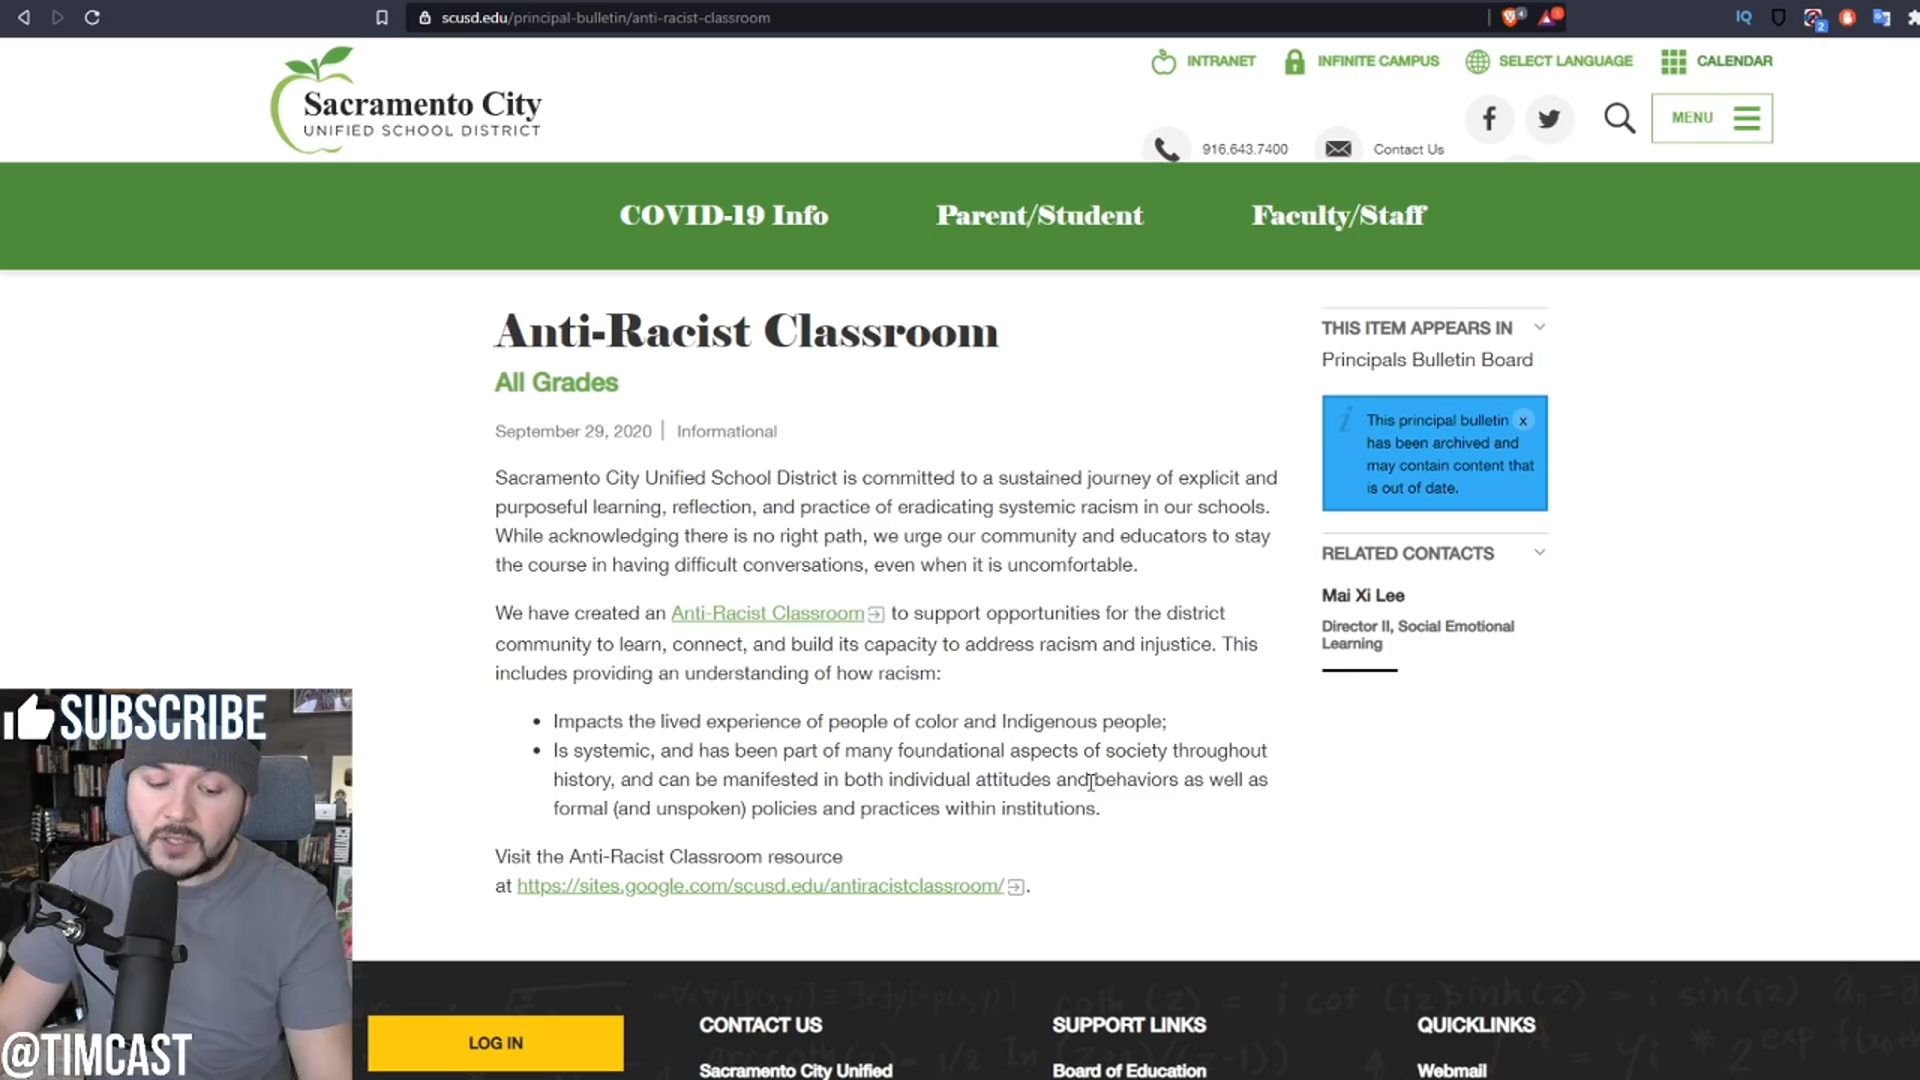 scusd.edu/principal-bulletin/anti-racist-classroom
IQ
2
INTRANET
INFINITE CAMPUS
SELECT LANGUAGE
CALENDAR
Sacramento City
UNIFIED SCHOOL DISTRICT
916.643.7400
Contact Us
MENU
COVID-19 Info
Parent/Student
Faculty/Staff
Anti-Racist Classroom
All Grades
September 29, 2020 | Informational
Sacramento City Unified School District is committed to a sustained journey of explicit and
purposeful learning, reflection, and practice of eradicating systemic racism in our schools.
While acknowledging there is no right path, we urge our community and educators to stay
the course in having difficult conversations, even when it is uncomfortable.
We have created an Anti-Racist Classroom to support opportunities for the district
community to learn, connect, and build its capacity to address racism and injustice. This
includes providing an understanding of how racism:
• Impacts the lived experience of people of color and Indigenous people;
• Is systemic, and has been part of many foundational aspects of society throughout
history, and can be manifested in both individual attitudes and behaviors as well as
formal (and unspoken) policies and practices within institutions.
Visit the Anti-Racist Classroom resource
at https://sites.google.com/scusd.edu/antiracistclassroom/.
THIS ITEM APPEARS IN
Principals Bulletin Board
This principal bulletin x
has been archived and
may contain content that
is out of date.
RELATED CONTACTS
Mai Xi Lee
Director II, Social Emotional
Learning
SUBSCRIBE
@TIMCAST
LOG IN
CONTACT US
Sacramento City Unified
SUPPORT LINKS
Board of Education
QUICKLINKS
Webmail